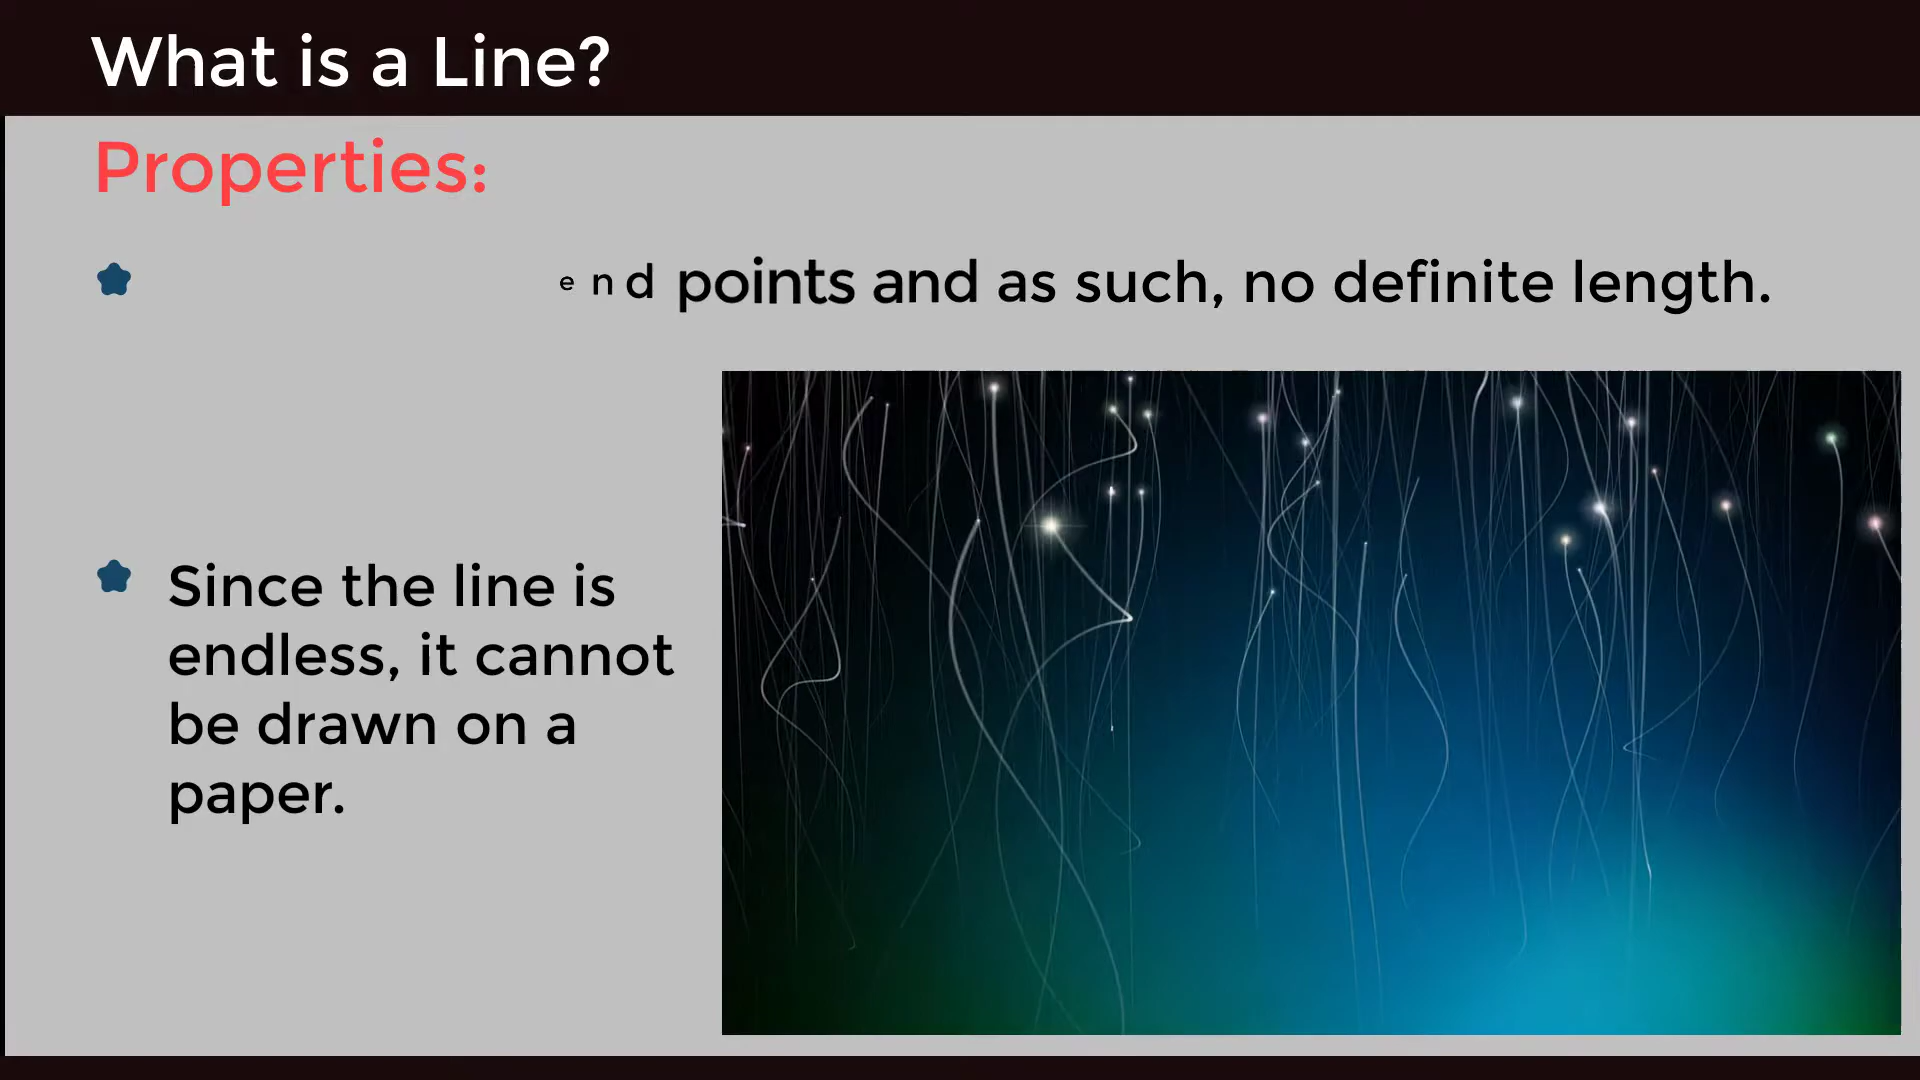 What is a Line?
Properties:
end points and as such, no definite length.
Since the line is
endless, it cannot
be drawn on a
paper.